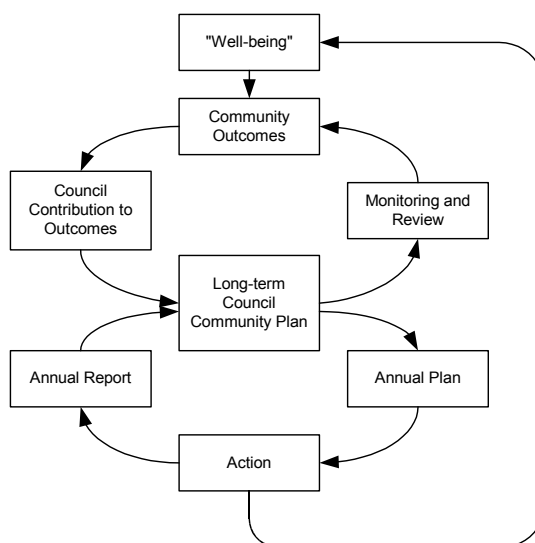 "Well-being"
Community
Outcomes
Council
Contribution to
Outcomes
Monitoring and
Review
Long-term
Council
Community Plan
Annual Report
Annual Plan
Action